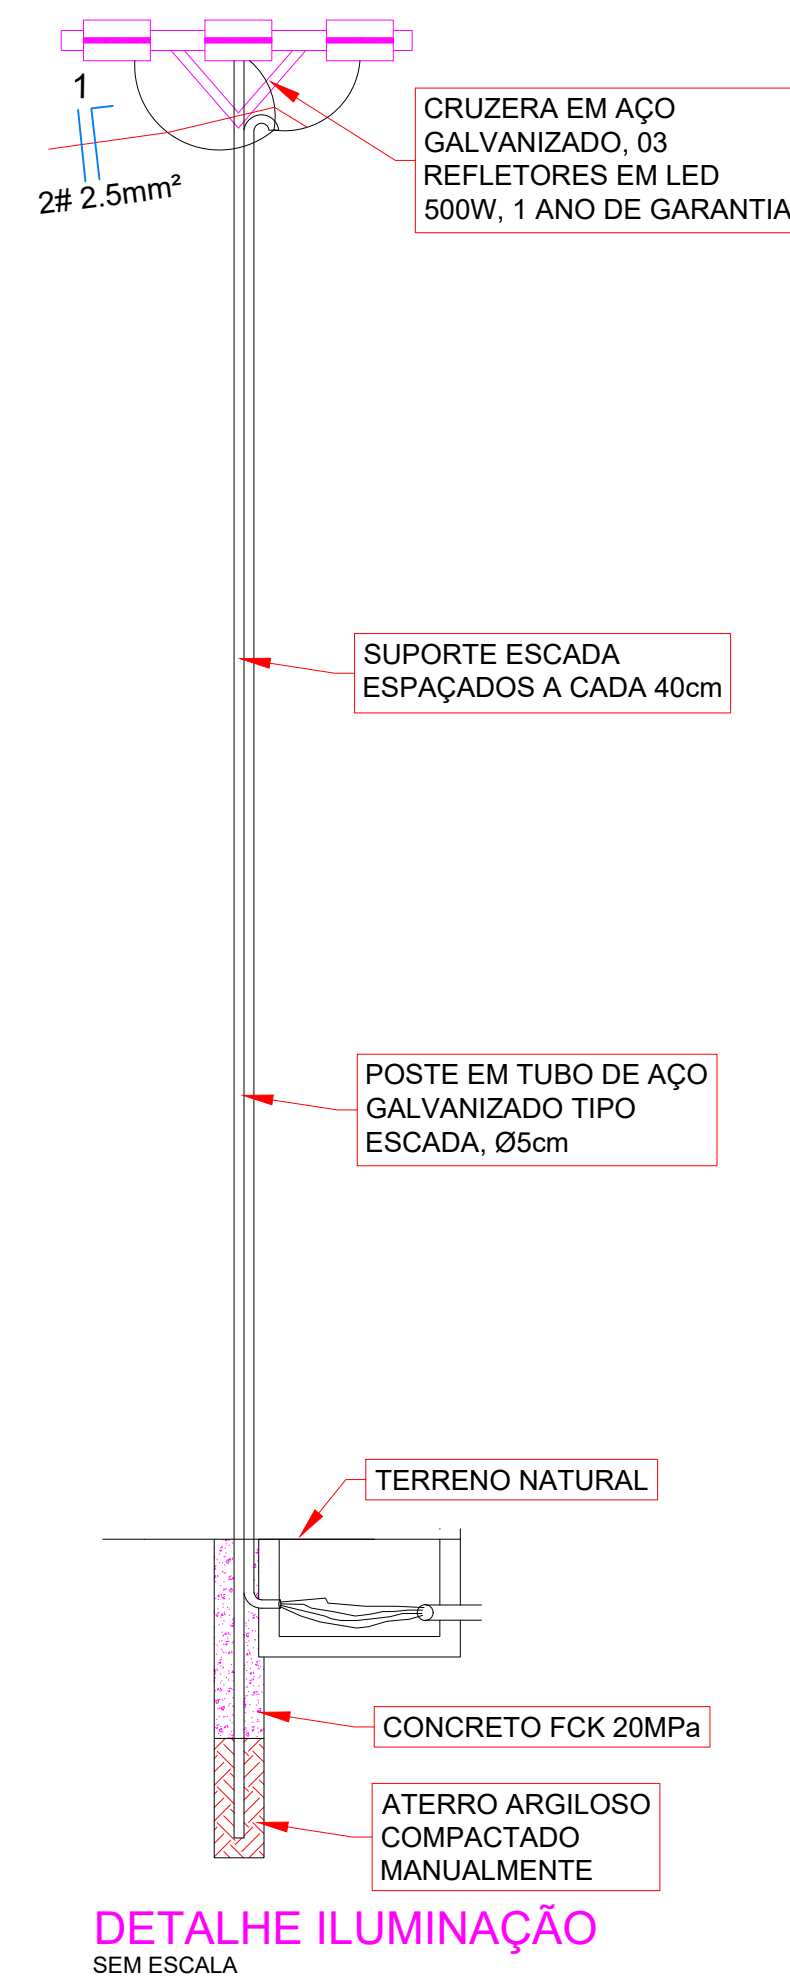 1
2# 2.5mm²
CRUZERA EM AÇO
GALVANIZADO, 03
REFLETORES EM LED
500W, 1 ANO DE GARANTIA
SUPORTE ESCADA
ESPAÇADOS A CADA 40cm
POSTE EM TUBO DE AÇO
GALVANIZADO TIPO
ESCADA, Ø5cm
TERRENO NATURAL
CONCRETO FCK 20MPa
ATERRO ARGILOSO
COMPACTADO
MANUALMENTE
DETALHE ILUMINAÇÃO
SEM ESCALA